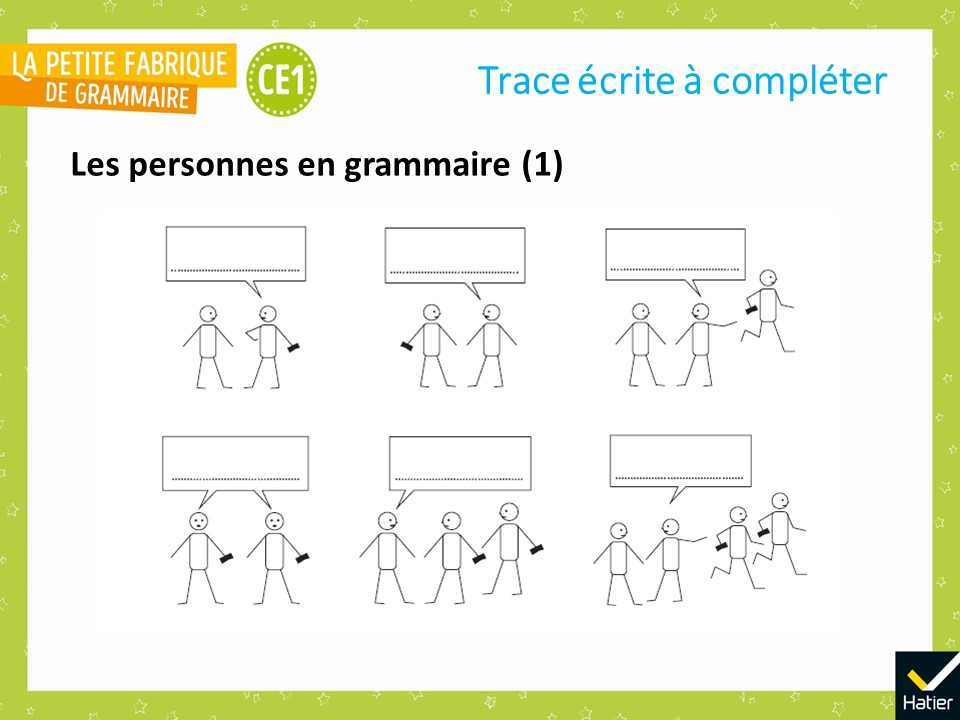 LA PETITE FABRIQUE
DE GRAMMAIRE
CE1
Trace écrite à compléter
Les personnes en grammaire (1)
Hatier